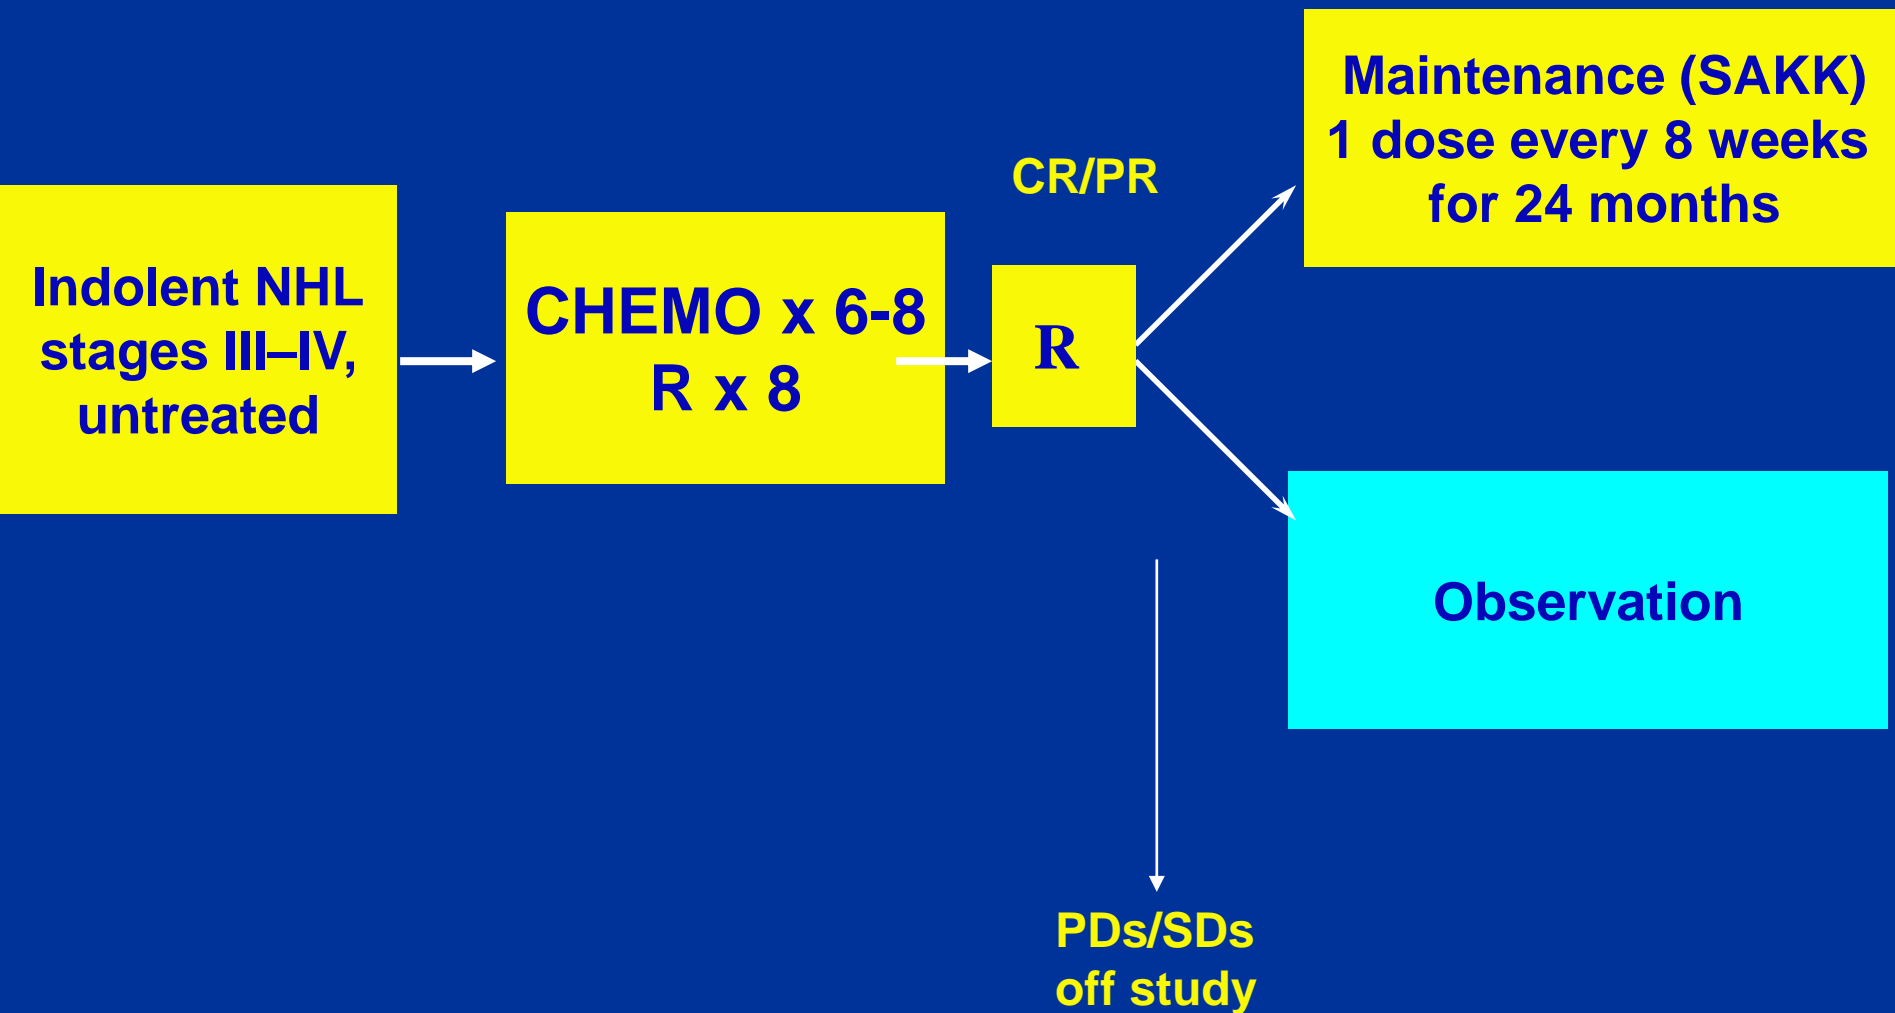 Indolent NHL
stages III–IV,
untreated
CHEMO x 6-8
R x 8
CR/PR
R
Maintenance (SAKK)
1 dose every 8 weeks
for 24 months
Observation
PDs/SDs
off study